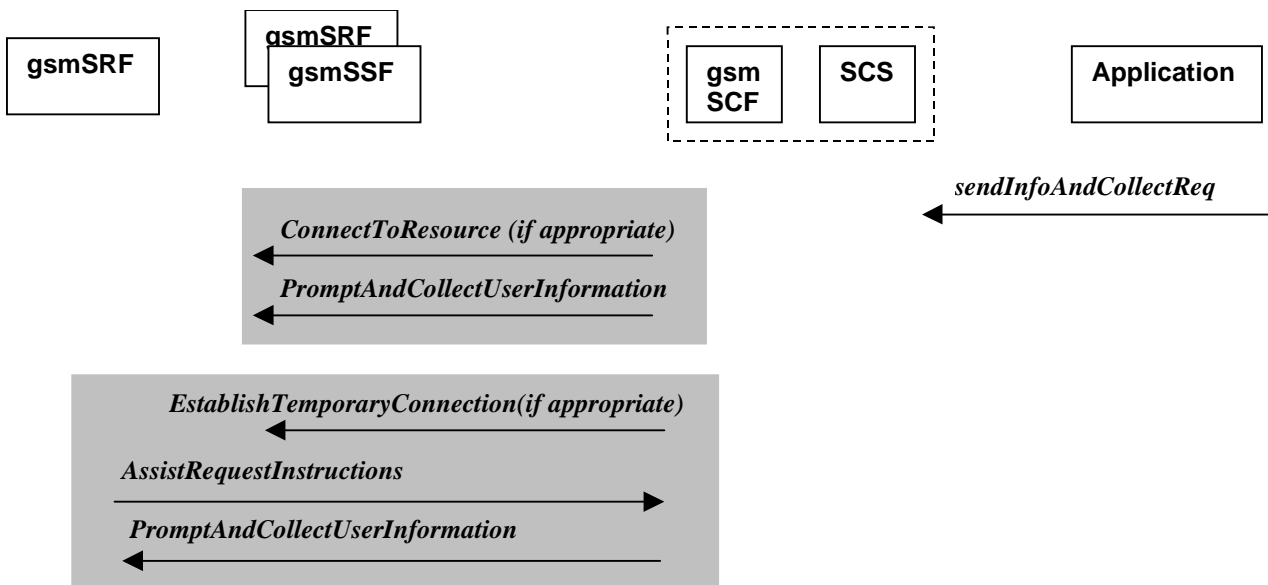 gsmSRF
gsmSRF
gsmSSF
gsm
SCF
SCS
Application
sendInfoAndCollectReq
ConnectToResource (if appropriate)
PromptAndCollectUserInformation
EstablishTemporaryConnection(if appropriate)
AssistRequestInstructions
PromptAndCollectUserInformation